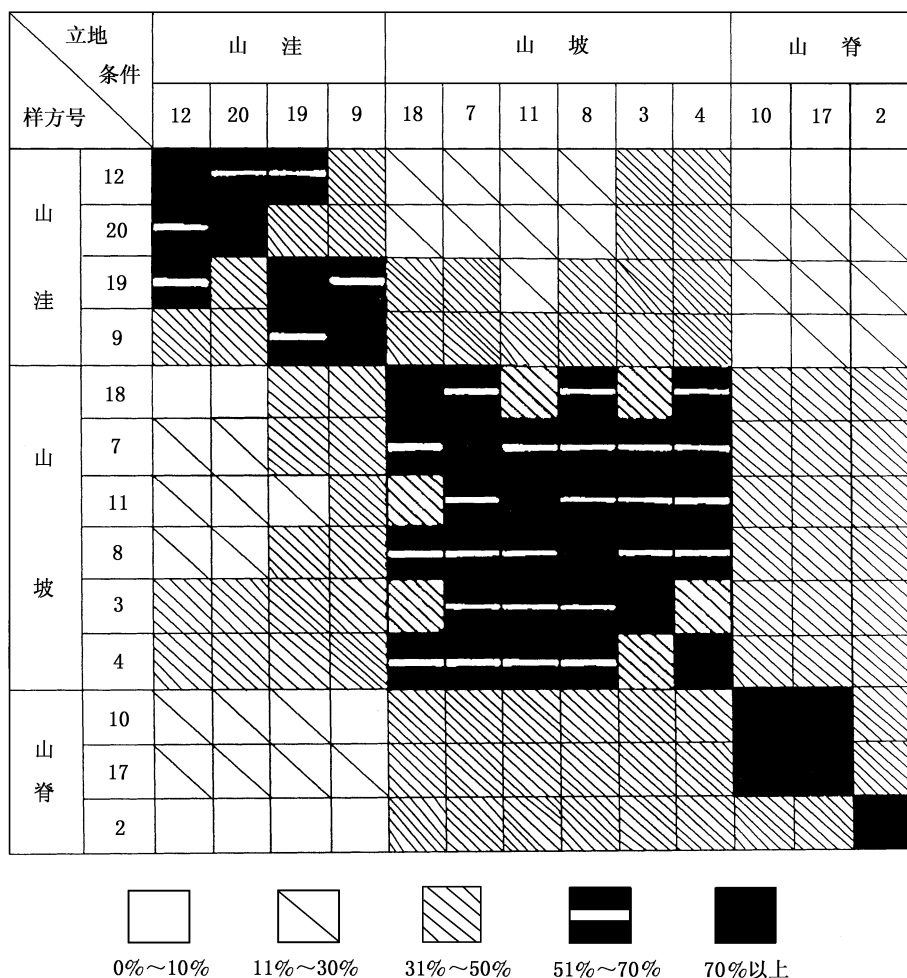 立地
条件
样方号
山 洼
山 坡
山 脊
12 20 19 9 18 7 11 8 3 4 10 17 2
山
洼
12
20
19
9
山
坡
18
7
11
8
3
4
山
脊
10
17
2
0%～10% 11%～30% 31%～50% 51%～70% 70%以上